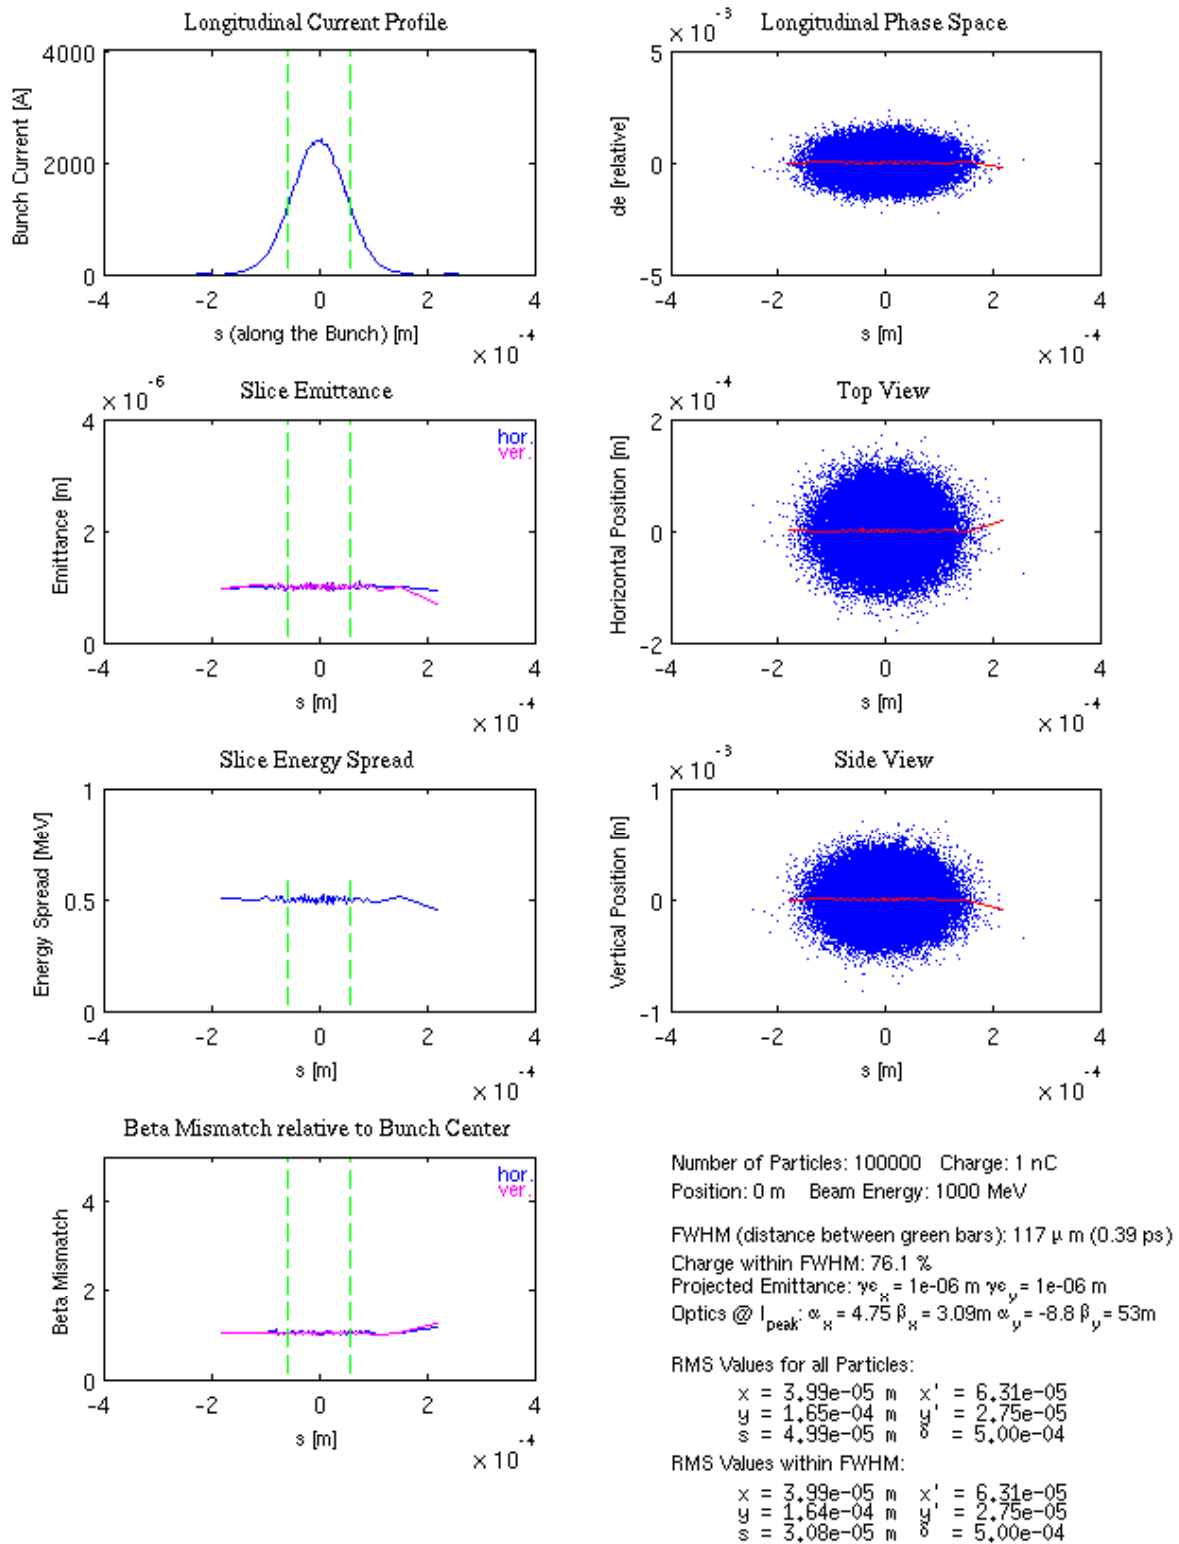 Longitudinal Current Profile
4000
2000
0
Bunch Current [A]
-4 -2 0 2 4
s (along the Bunch) [m]
× 10 -4
Longitudinal Phase Space
× 10 -3
5
0
-5
de [relative]
-4 -2 0 2 4
s [m]
× 10 -4
Slice Emittance
× 10 -6
4
2
0
Emittance [m]
hor.
ver.
-4 -2 0 2 4
s [m]
× 10 -4
Top View
× 10 -4
2
0
-2
Horizontal Position [m]
-4 -2 0 2 4
s [m]
× 10 -4
Slice Energy Spread
1
0.5
0
Energy Spread [MeV]
-4 -2 0 2 4
s [m]
× 10 -4
Side View
× 10 -3
1
0
-1
Vertical Position [m]
-4 -2 0 2 4
s [m]
× 10 -4
Beta Mismatch relative to Bunch Center
4
2
0
Beta Mismatch
hor.
ver.
-4 -2 0 2 4
s [m]
× 10 -4
Number of Particles: 100000 Charge: 1 nC
Position: 0 m Beam Energy: 1000 MeV
FWHM (distance between green bars): 117 μ m (0.39 ps)
Charge within FWHM: 76.1 %
Projected Emittance: γε_x = 1e-06 m γε_y = 1e-06 m
Optics @ I_peak: α_x = 4.75 β_x = 3.09m α_y = -8.8 β_y = 53m
RMS Values for all Particles:
x = 3.99e-05 m x' = 6.31e-05
y = 1.65e-04 m y' = 2.75e-05
s = 4.99e-05 m δ = 5.00e-04
RMS Values within FWHM:
x = 3.99e-05 m x' = 6.31e-05
y = 1.64e-04 m y' = 2.75e-05
s = 3.08e-05 m δ = 5.00e-04